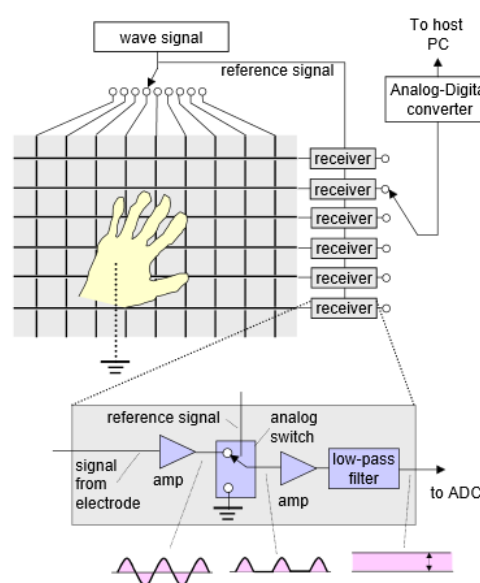 wave signal
To host
PC
reference signal
Analog-Digital
converter
receiver
receiver
receiver
receiver
receiver
receiver
reference signal
analog
switch
signal
from
electrode
amp
amp
low-pass
filter
to ADC